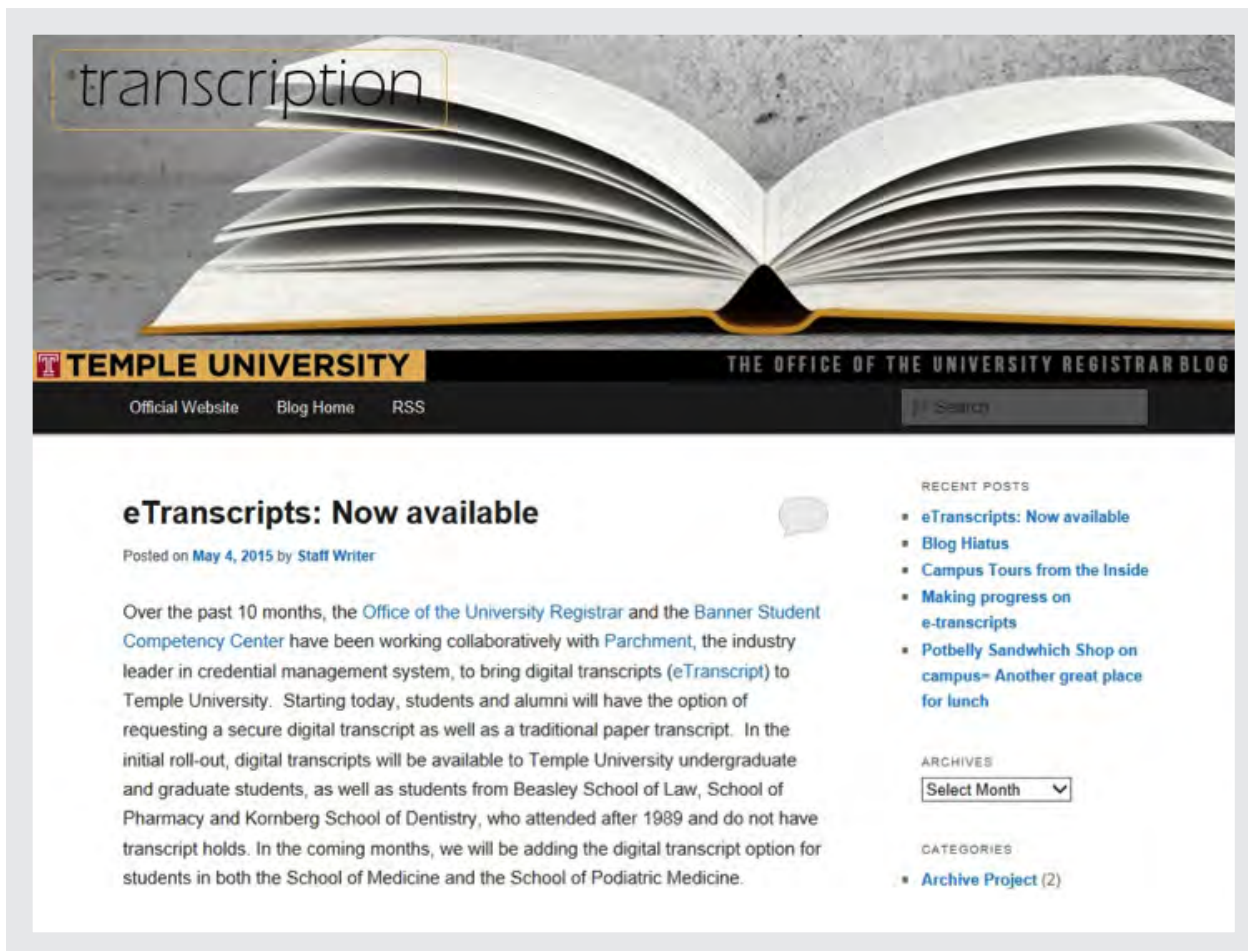 transcription
TEMPLE UNIVERSITY
THE OFFICE OF THE UNIVERSITY REGISTRAR BLOG
Official Website Blog Home RSS
Search
eTranscripts: Now available
Posted on May 4, 2015 by Staff Writer
Over the past 10 months, the Office of the University Registrar and the Banner Student
Competency Center have been working collaboratively with Parchment, the industry
leader in credential management system, to bring digital transcripts (eTranscript) to
Temple University. Starting today, students and alumni will have the option of
requesting a secure digital transcript as well as a traditional paper transcript. In the
initial roll-out, digital transcripts will be available to Temple University undergraduate
and graduate students, as well as students from Beasley School of Law, School of
Pharmacy and Kornberg School of Dentistry, who attended after 1989 and do not have
transcript holds. In the coming months, we will be adding the digital transcript option for
students in both the School of Medicine and the School of Podiatric Medicine.
RECENT POSTS
eTranscripts: Now available
Blog Hiatus
Campus Tours from the Inside
Making progress on
e-transcripts
Potbelly Sandwhich Shop on
campus= Another great place
for lunch
ARCHIVES
Select Month
CATEGORIES
Archive Project (2)